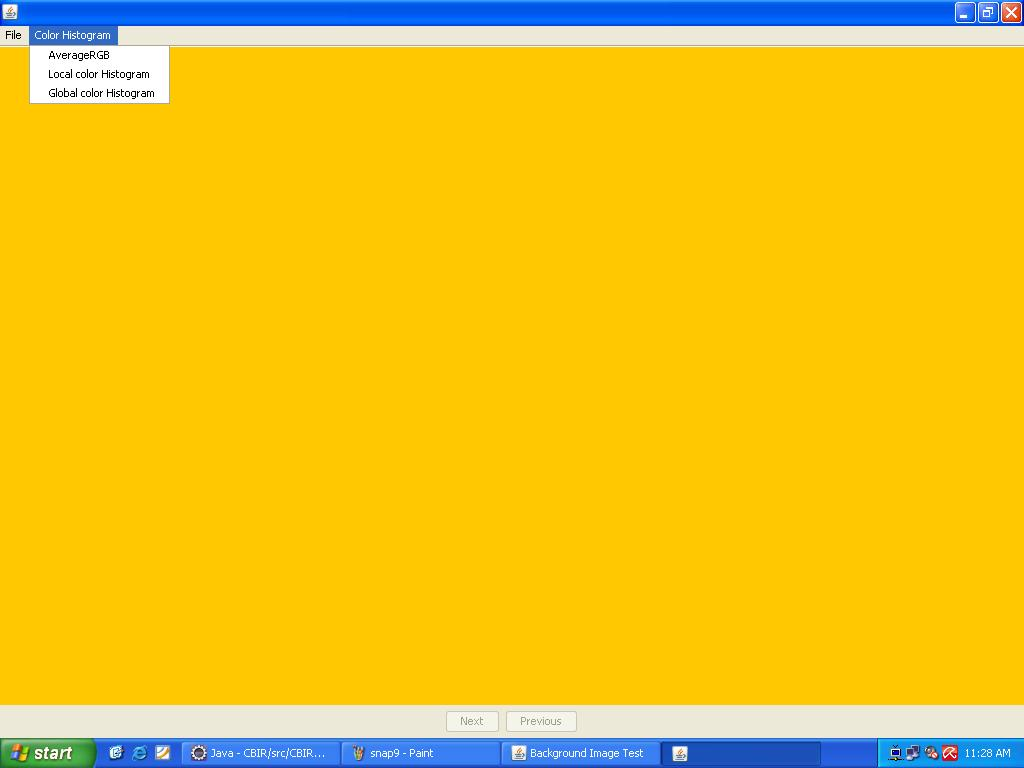 File Color Histogram
AverageRGB
Local color Histogram
Global color Histogram
Next Previous
start Java - CBIR/src/CBIR... snap9 - Paint Background Image Test 11:28 AM